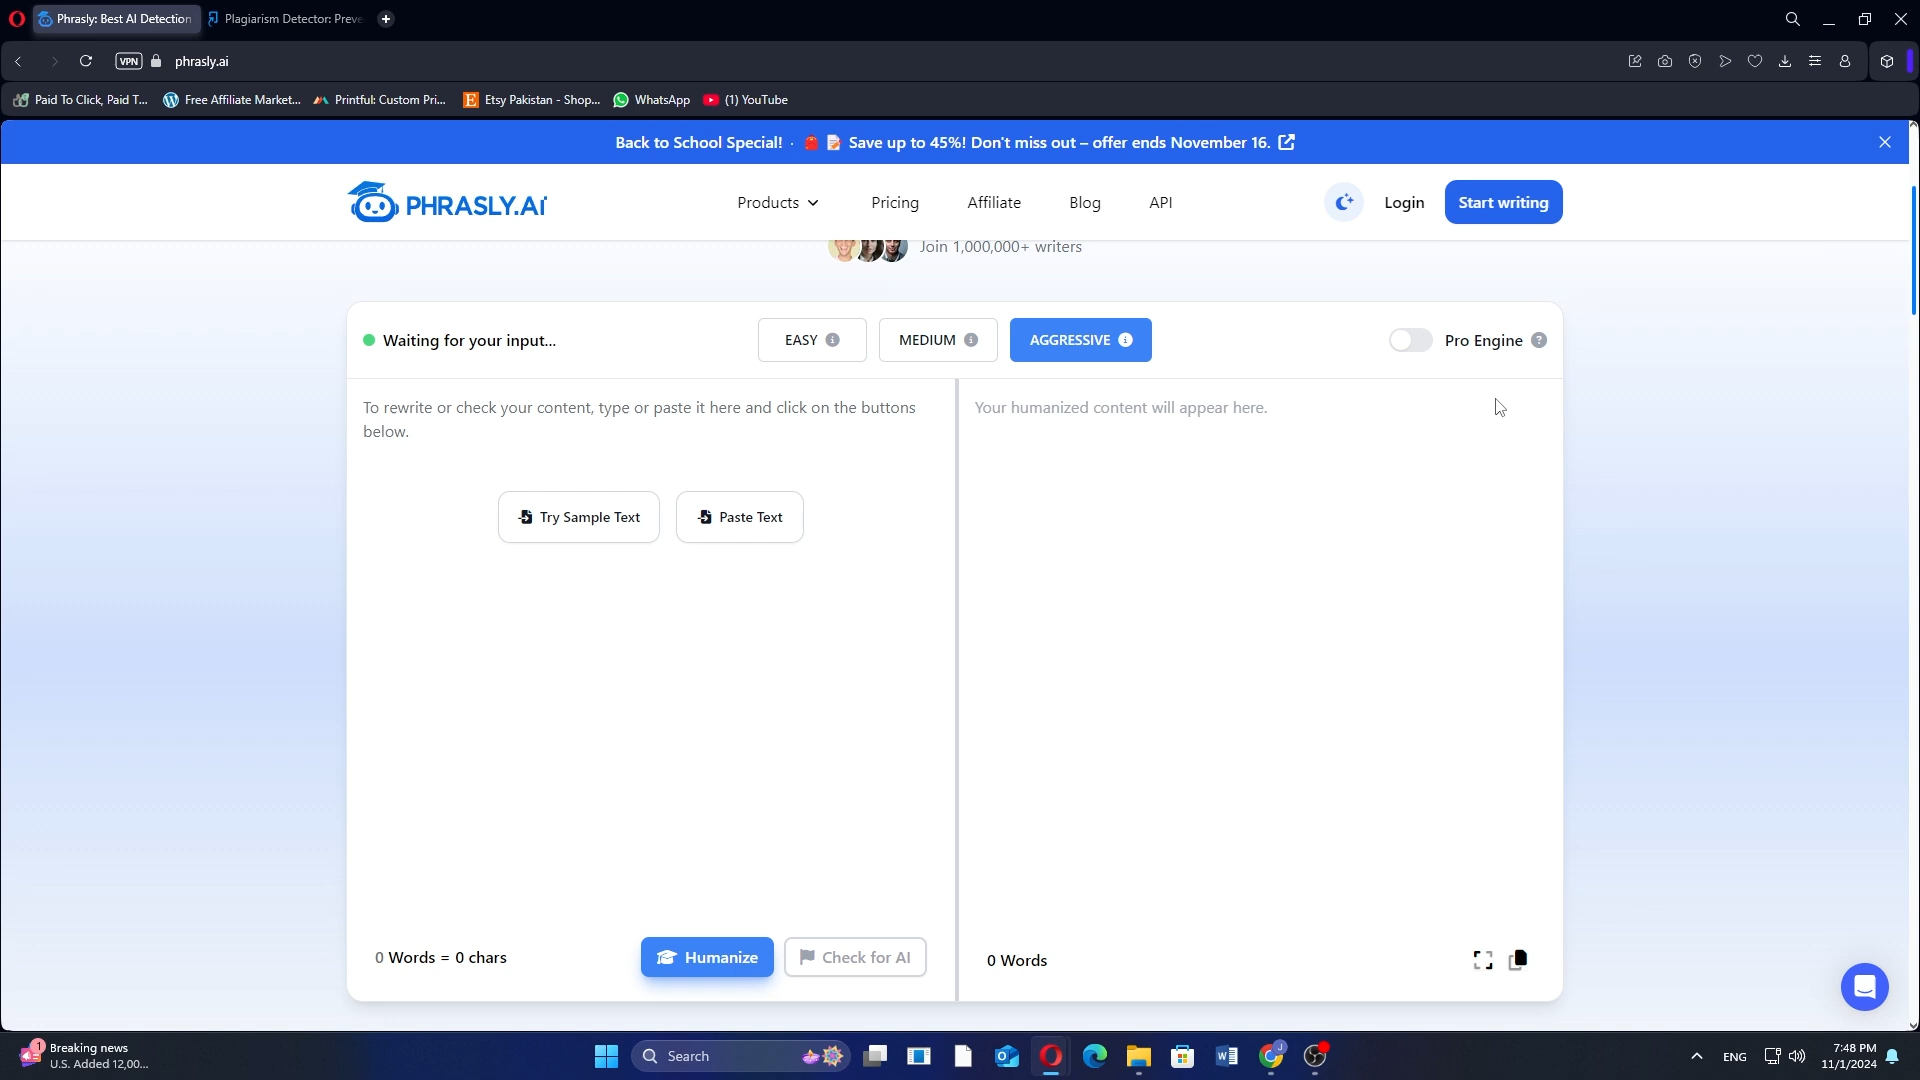 Phrasly: Best AI Detection
Plagiarism Detector: Preve
VPN
phrasly.ai
Paid To Click, Paid T...
Free Affiliate Market...
Printful: Custom Pri...
Etsy Pakistan - Shop...
WhatsApp
(1) YouTube
Back to School Special! · Save up to 45%! Don't miss out – offer ends November 16.
PHRASLY.AI
Products
Pricing
Affiliate
Blog
API
Login
Start writing
Join 1,000,000+ writers
Waiting for your input...
EASY
MEDIUM
AGGRESSIVE
Pro Engine ?
To rewrite or check your content, type or paste it here and click on the buttons
below.
Your humanized content will appear here.
Try Sample Text
Paste Text
0 Words = 0 chars
Humanize
Check for AI
0 Words
1
Breaking news
U.S. Added 12,00...
Search
ENG
7:48 PM
11/1/2024